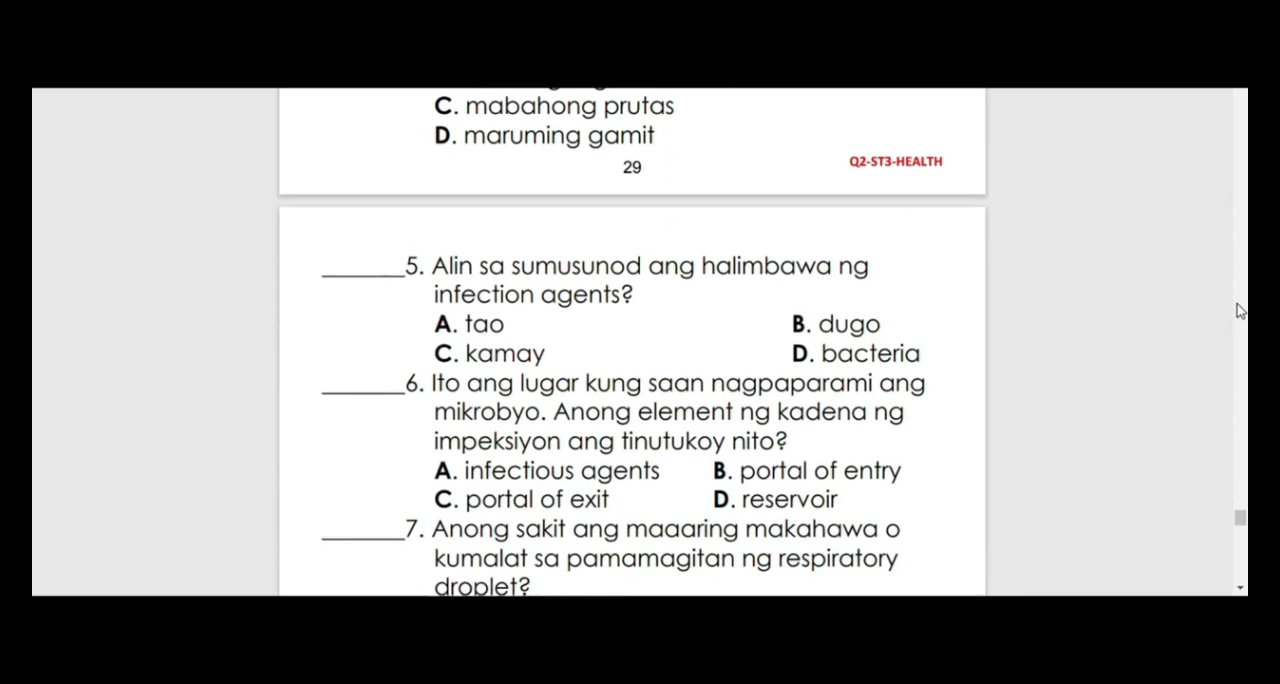 C. mabahong prutas
D. maruming gamit
29
Q2-ST3-HEALTH
_______5. Alin sa sumusunod ang halimbawa ng
infection agents?
A. tao B. dugo
C. kamay D. bacteria
_______6. Ito ang lugar kung saan nagpaparami ang
mikrobyo. Anong element ng kadena ng
impeksiyon ang tinutukoy nito?
A. infectious agents B. portal of entry
C. portal of exit D. reservoir
_______7. Anong sakit ang maaaring makahawa o
kumalat sa pamamagitan ng respiratory
droplet?